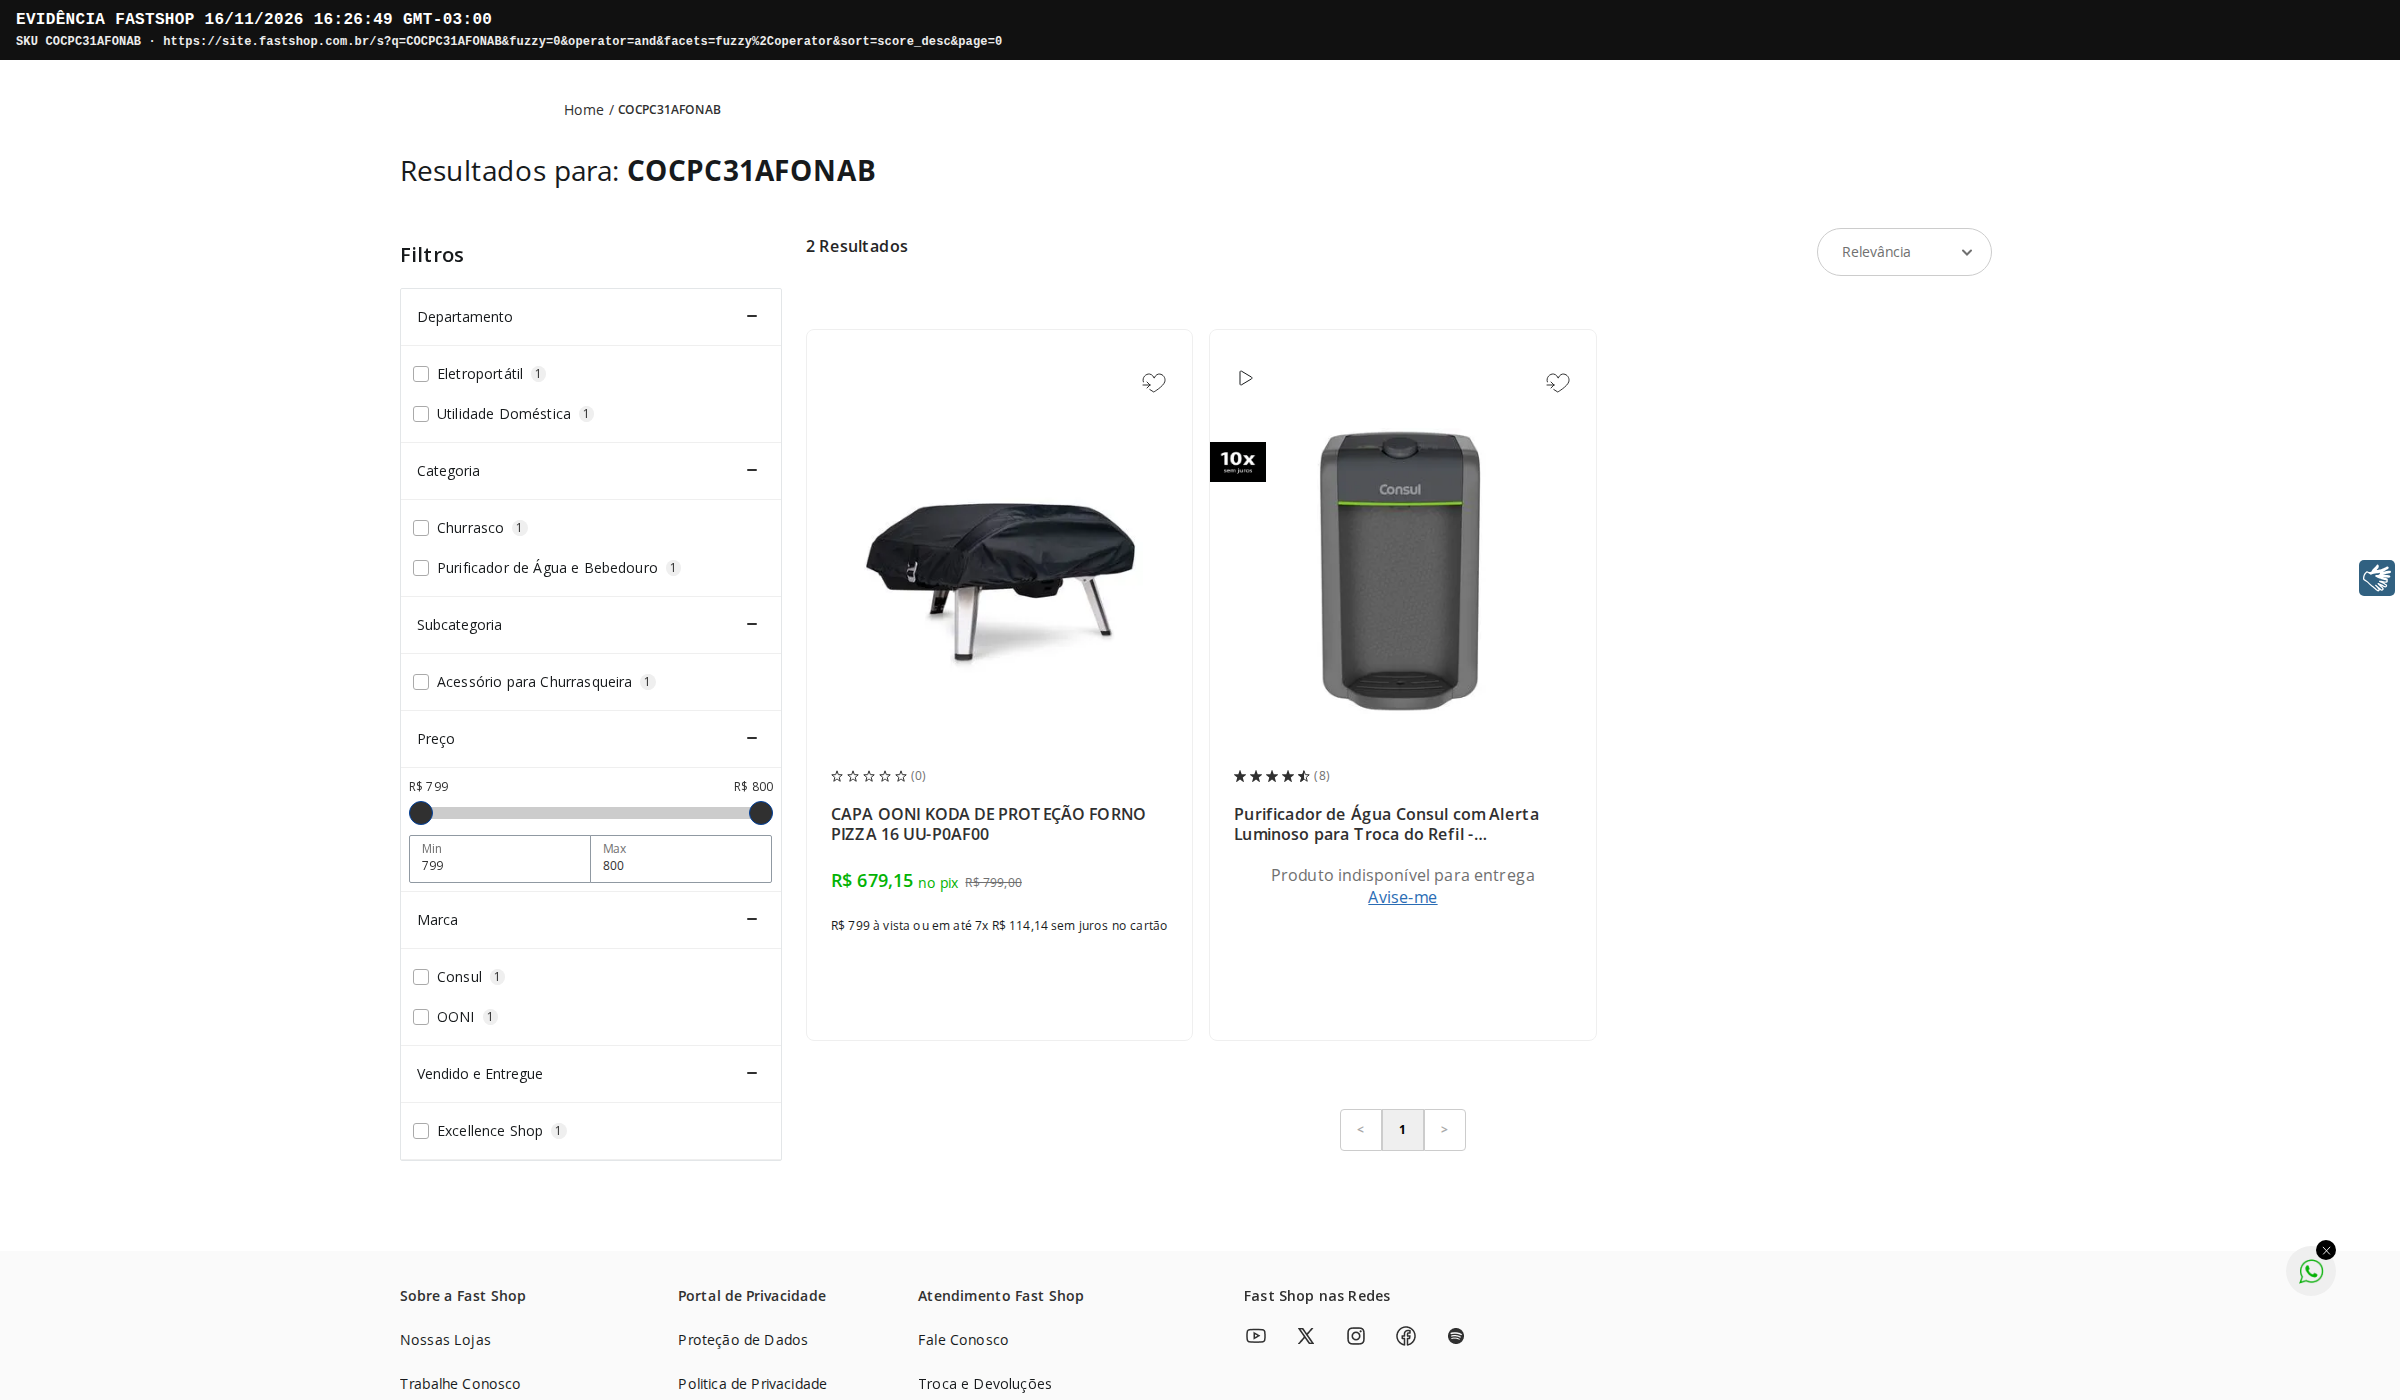 EVIDÊNCIA FASTSHOP 16/11/2026 16:26:49 GMT-03:00
SKU COCPC31AFONAB · https://site.fastshop.com.br/s?q=COCPC31AFONAB&fuzzy=0&operator=and&facets=fuzzy%2Coperator&sort=score_desc&page=0
Home / COCPC31AFONAB
Resultados para: COCPC31AFONAB
Filtros
2 Resultados
Relevância
Departamento
Eletroportátil 1
Utilidade Doméstica 1
Categoria
Churrasco 1
Purificador de Água e Bebedouro 1
Subcategoria
Acessório para Churrasqueira 1
Preço
R$ 799
R$ 800
Min
799
Max
800
Marca
Consul 1
OONI 1
Vendido e Entregue
Excellence Shop 1
(0)
CAPA OONI KODA DE PROTEÇÃO FORNO
PIZZA 16 UU-P0AF00
R$ 679,15 no pix R$ 799,00
R$ 799 à vista ou em até 7x R$ 114,14 sem juros no cartão
10x
sem juros
Consul
(8)
Purificador de Água Consul com Alerta
Luminoso para Troca do Refil -...
Produto indisponível para entrega
Avise-me
< 1 >
Sobre a Fast Shop
Nossas Lojas
Trabalhe Conosco
Portal de Privacidade
Proteção de Dados
Politica de Privacidade
Atendimento Fast Shop
Fale Conosco
Troca e Devoluções
Fast Shop nas Redes